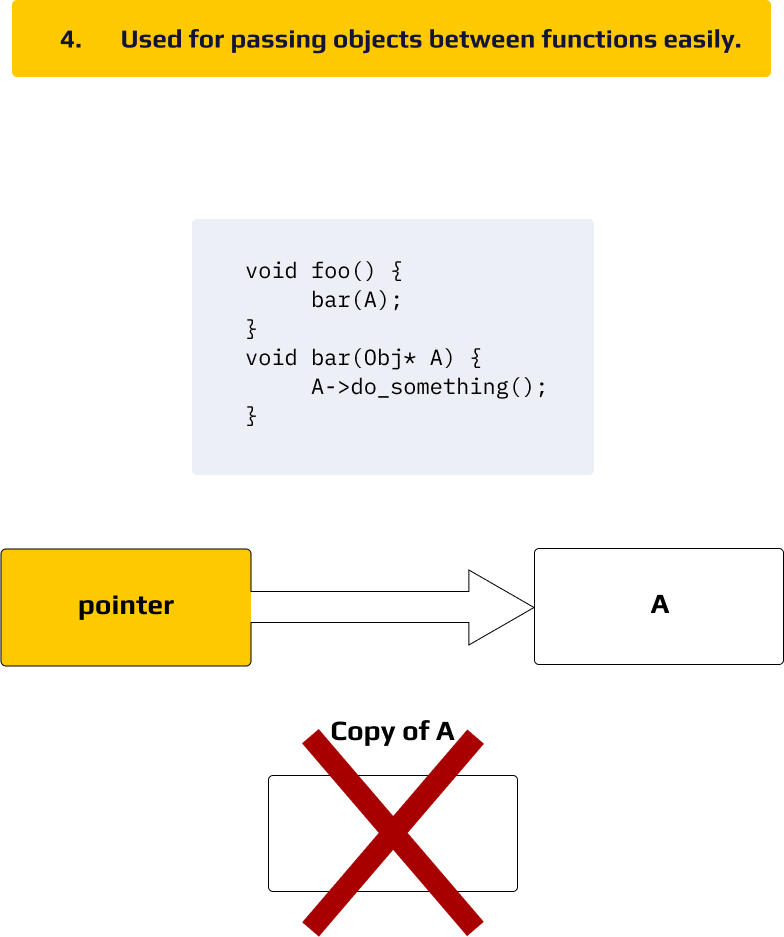 4. Used for passing objects between functions easily.
void foo() {
bar(A);
}
void bar(Obj* A) {
A->do_something();
}
pointer
A
Copy of A